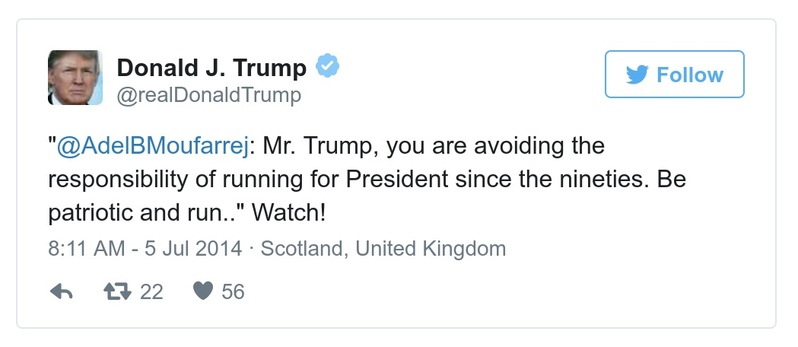 Donald J. Trump
@realDonaldTrump
Follow
"@AdelBMoufarrej: Mr. Trump, you are avoiding the
responsibility of running for President since the nineties. Be
patriotic and run.." Watch!
8:11 AM - 5 Jul 2014 · Scotland, United Kingdom
22 56